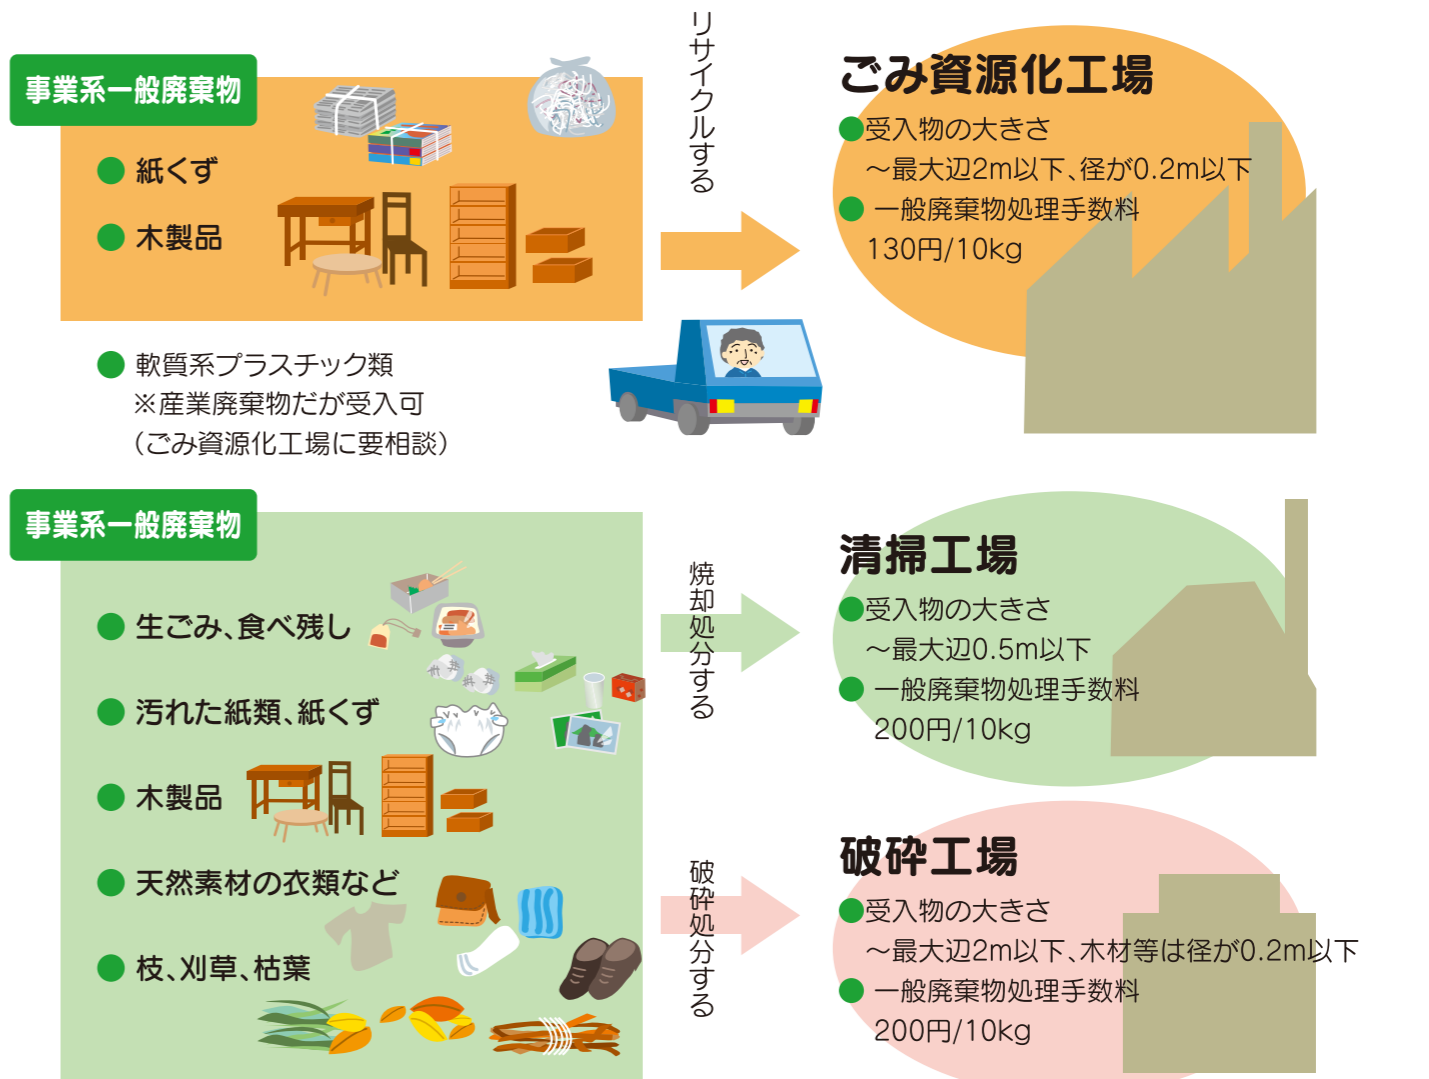 事業系一般廃棄物
● 紙くず
● 木製品
● 軟質系プラスチック類
※産業廃棄物だが受入可
（ごみ資源化工場に要相談）
リサイクルする
ごみ資源化工場
●受入物の大きさ
～最大辺2m以下、径が0.2m以下
● 一般廃棄物処理手数料
130円/10kg
事業系一般廃棄物
● 生ごみ、食べ残し
● 汚れた紙類、紙くず
● 木製品
● 天然素材の衣類など
● 枝、刈草、枯葉
焼却処分する
清掃工場
●受入物の大きさ
～最大辺0.5m以下
● 一般廃棄物処理手数料
200円/10kg
破砕処分する
破砕工場
●受入物の大きさ
～最大辺2m以下、木材等は径が0.2m以下
● 一般廃棄物処理手数料
200円/10kg